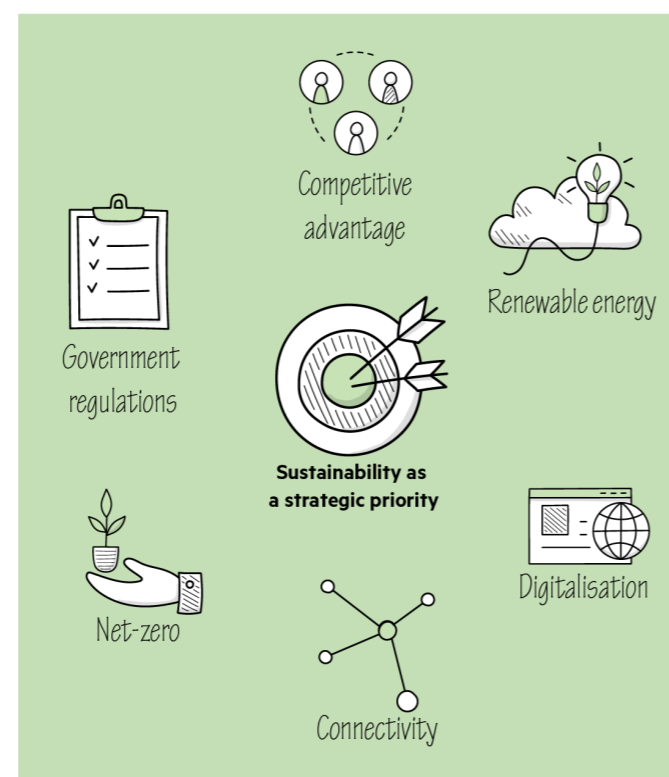 Competitive
advantage
Renewable energy
Government
regulations
Sustainability as
a strategic priority
Digitalisation
Net-zero
Connectivity